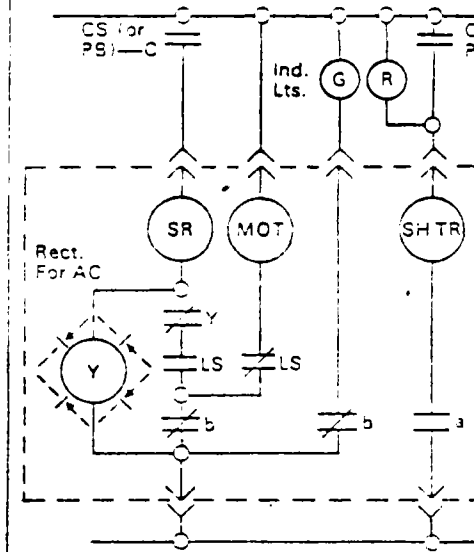 CS (or
PS)—C
C
P
Ind.
Lts.
G
R
SR
MOT
SH TR
Rect.
For AC
Y
Y
LS
LS
b
b
a